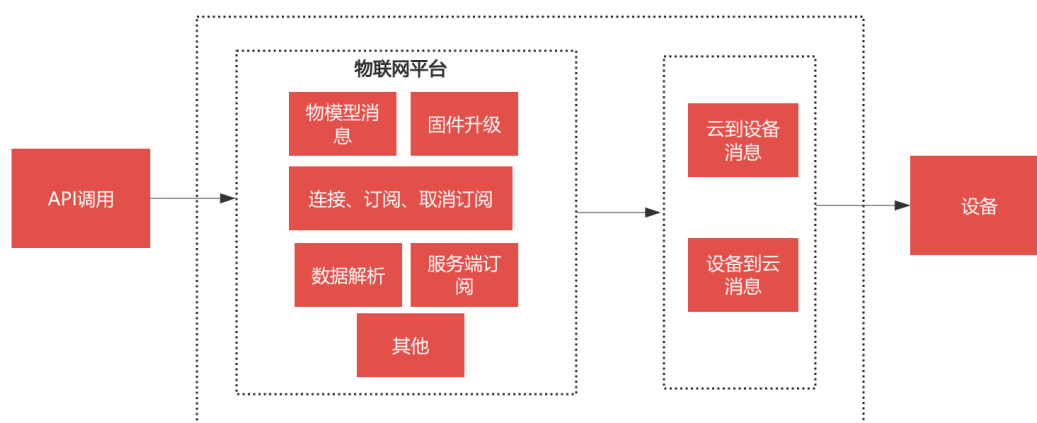 物联网平台
物模型消
息
固件升级
连接、订阅、取消订阅
数据解析
服务端订
阅
其他
API调用
云到设备
消息
设备到云
消息
设备